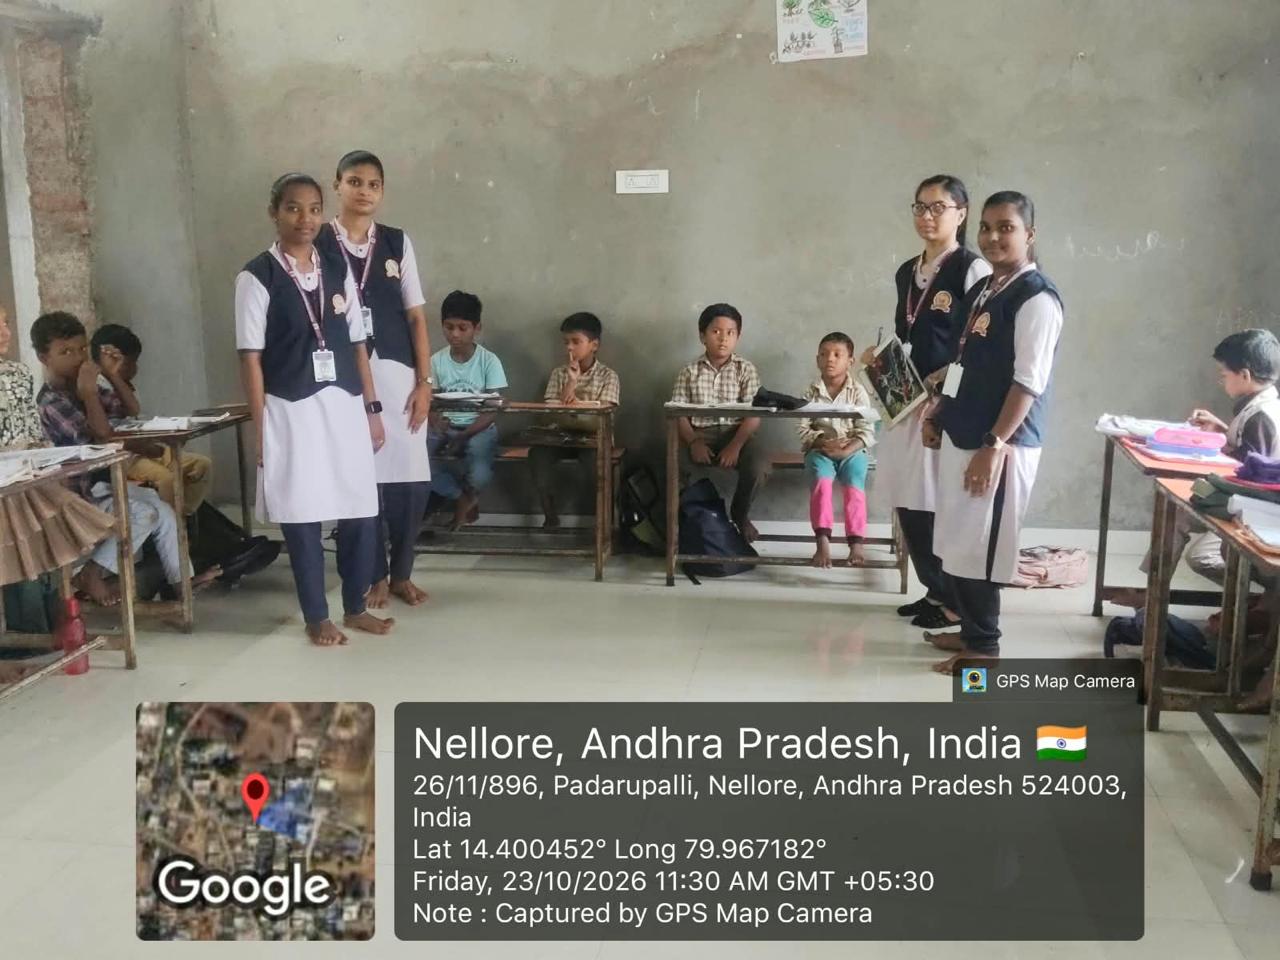 GPS Map Camera
Nellore, Andhra Pradesh, India
26/11/896, Padarupalli, Nellore, Andhra Pradesh 524003,
India
Lat 14.400452° Long 79.967182°
Friday, 23/10/2026 11:30 AM GMT +05:30
Note : Captured by GPS Map Camera
Google